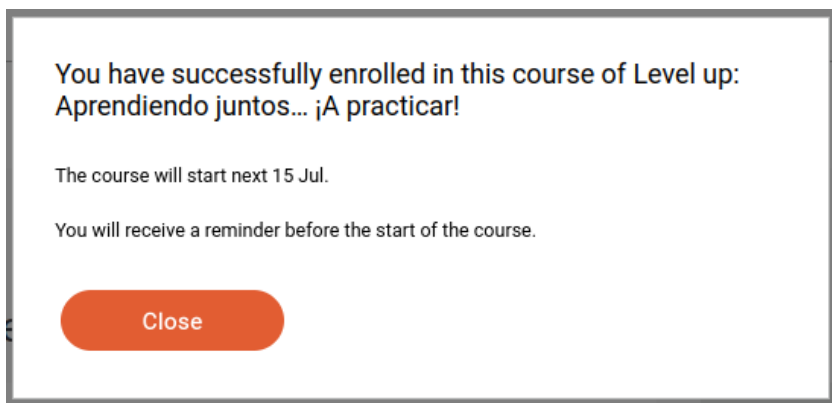 You have successfully enrolled in this course of Level up:
Aprendiendo juntos... ¡A practicar!
The course will start next 15 Jul.
You will receive a reminder before the start of the course.
Close